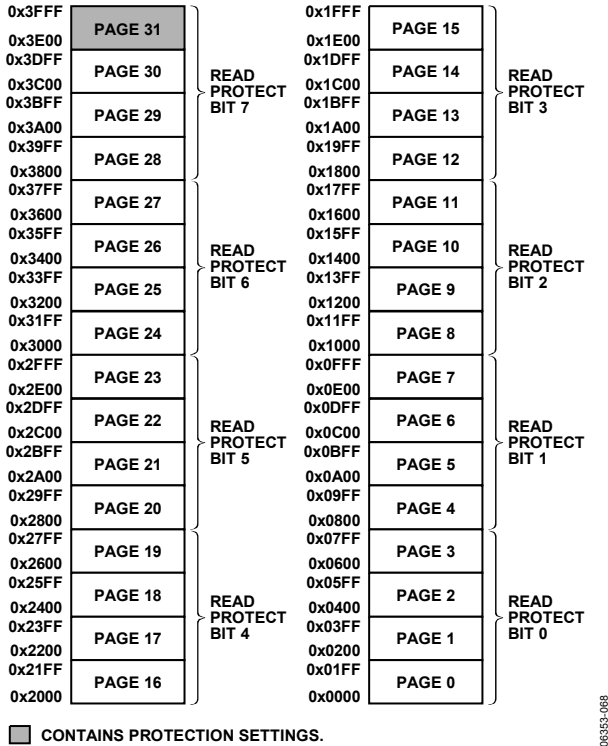 0x3FFF
PAGE 31
0x3E00
0x3DFF
PAGE 30
0x3C00
0x3BFF
PAGE 29
0x3A00
0x39FF
PAGE 28
0x3800
READ
PROTECT
BIT 7
0x37FF
PAGE 27
0x3600
0x35FF
PAGE 26
0x3400
0x33FF
PAGE 25
0x3200
0x31FF
PAGE 24
0x3000
READ
PROTECT
BIT 6
0x2FFF
PAGE 23
0x2E00
0x2DFF
PAGE 22
0x2C00
0x2BFF
PAGE 21
0x2A00
0x29FF
PAGE 20
0x2800
READ
PROTECT
BIT 5
0x27FF
PAGE 19
0x2600
0x25FF
PAGE 18
0x2400
0x23FF
PAGE 17
0x2200
0x21FF
PAGE 16
0x2000
READ
PROTECT
BIT 4
0x1FFF
PAGE 15
0x1E00
0x1DFF
PAGE 14
0x1C00
0x1BFF
PAGE 13
0x1A00
0x19FF
PAGE 12
0x1800
READ
PROTECT
BIT 3
0x17FF
PAGE 11
0x1600
0x15FF
PAGE 10
0x1400
0x13FF
PAGE 9
0x1200
0x11FF
PAGE 8
0x1000
READ
PROTECT
BIT 2
0x0FFF
PAGE 7
0x0E00
0x0DFF
PAGE 6
0x0C00
0x0BFF
PAGE 5
0x0A00
0x09FF
PAGE 4
0x0800
READ
PROTECT
BIT 1
0x07FF
PAGE 3
0x0600
0x05FF
PAGE 2
0x0400
0x03FF
PAGE 1
0x0200
0x01FF
PAGE 0
0x0000
READ
PROTECT
BIT 0
CONTAINS PROTECTION SETTINGS.
06353-068